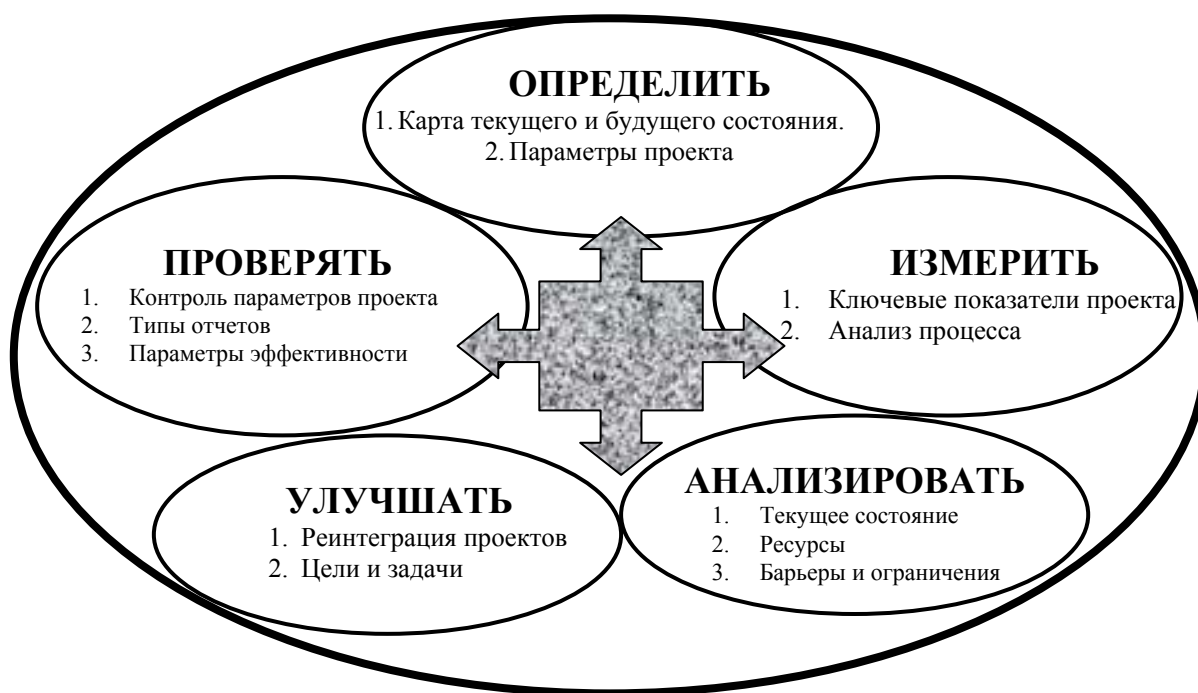 ОПРЕДЕЛИТЬ
1. Карта текущего и будущего состояния.
2. Параметры проекта
ПРОВЕРЯТЬ
1. Контроль параметров проекта
2. Типы отчетов
3. Параметры эффективности
ИЗМЕРИТЬ
1. Ключевые показатели проекта
2. Анализ процесса
УЛУЧШАТЬ
1. Реинтеграция проектов
2. Цели и задачи
АНАЛИЗИРОВАТЬ
1. Текущее состояние
2. Ресурсы
3. Барьеры и ограничения